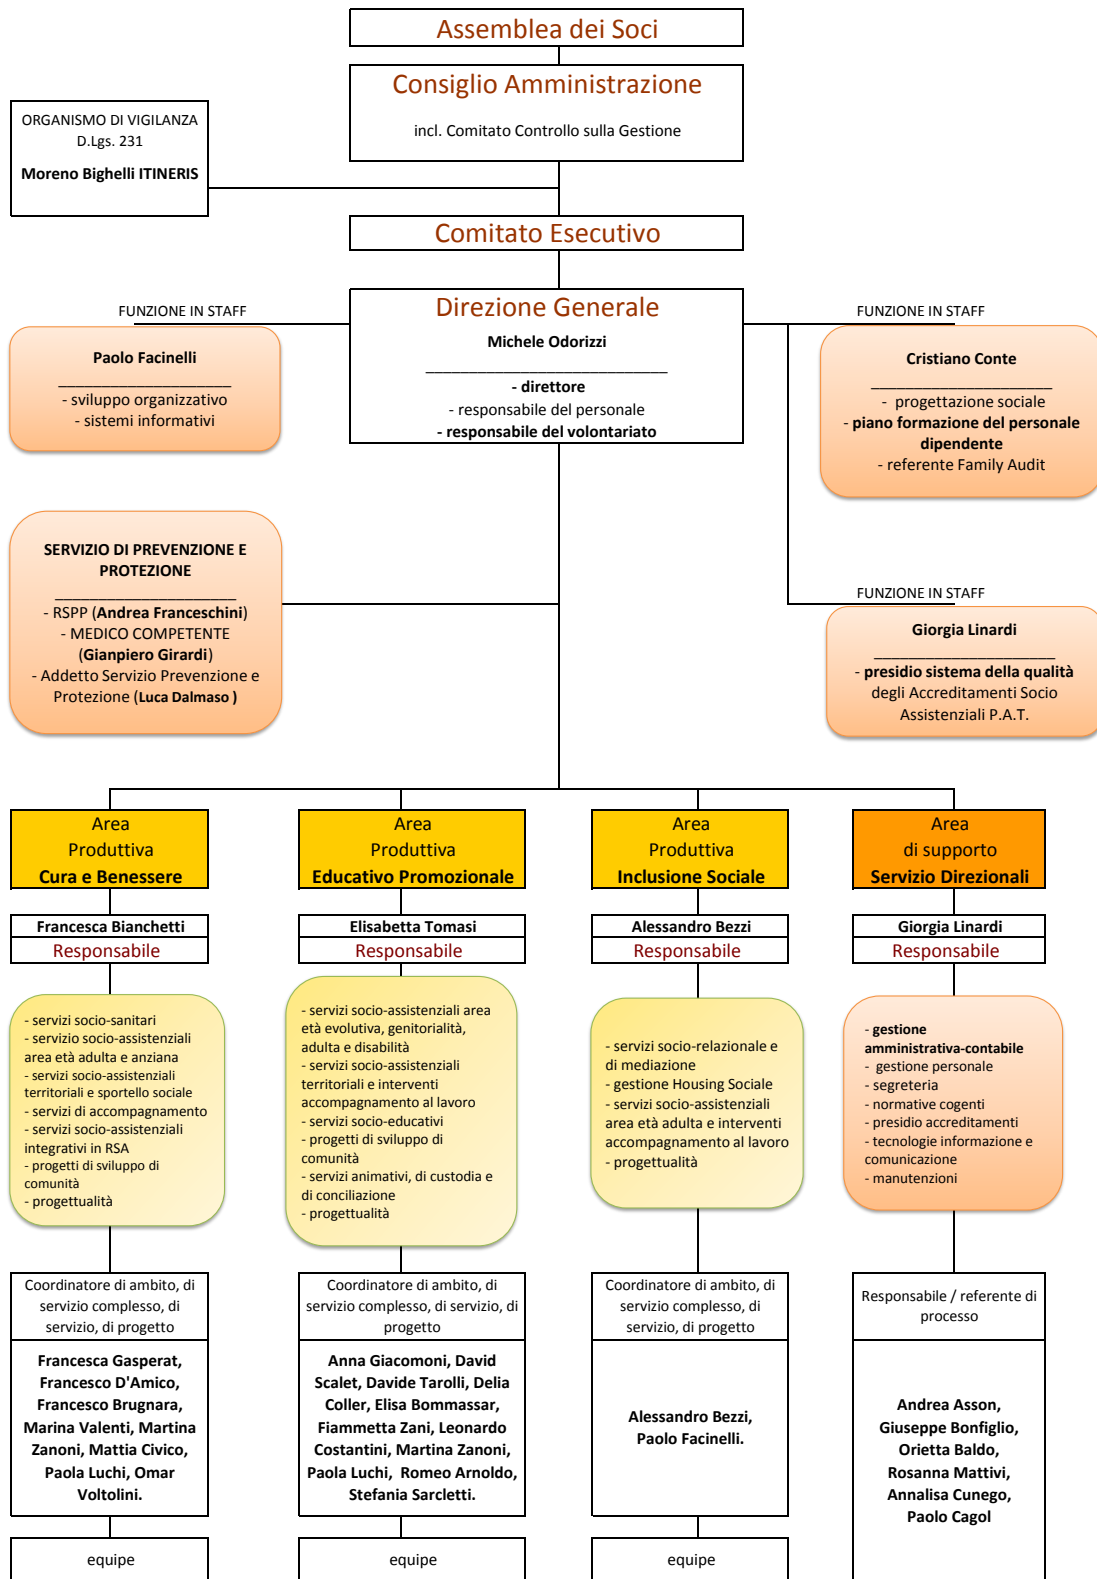 Assemblea dei Soci
Consiglio Amministrazione
incl. Comitato Controllo sulla Gestione
ORGANISMO DI VIGILANZA
D.Lgs. 231
Moreno Bighelli ITINERIS
Comitato Esecutivo
Direzione Generale
Michele Odorizzi
- direttore
- responsabile del personale
- responsabile del volontariato
FUNZIONE IN STAFF
Paolo Facinelli
- sviluppo organizzativo
- sistemi informativi
FUNZIONE IN STAFF
Cristiano Conte
- progettazione sociale
- piano formazione del personale
dipendente
- referente Family Audit
SERVIZIO DI PREVENZIONE E
PROTEZIONE
- RSPP (Andrea Franceschini)
- MEDICO COMPETENTE
(Gianpiero Girardi)
- Addetto Servizio Prevenzione e
Protezione (Luca Dalmaso )
FUNZIONE IN STAFF
Giorgia Linardi
- presidio sistema della qualità
degli Accreditamenti Socio
Assistenziali P.A.T.
Area
Produttiva
Cura e Benessere
Francesca Bianchetti
Responsabile
- servizi socio-sanitari
- servizio socio-assistenziali
area età adulta e anziana
- servizi socio-assistenziali
territoriali e sportello sociale
- servizi di accompagnamento
- servizi socio-assistenziali
integrativi in RSA
- progetti di sviluppo di
comunità
- progettualità
Coordinatore di ambito, di
servizio complesso, di
servizio, di progetto
Francesca Gasperat,
Francesco D'Amico,
Francesco Brugnara,
Marina Valenti, Martina
Zanoni, Mattia Civico,
Paola Luchi, Omar
Voltolini.
equipe
Area
Produttiva
Educativo Promozionale
Elisabetta Tomasi
Responsabile
- servizi socio-assistenziali area
età evolutiva, genitorialità,
adulta e disabilità
- servizi socio-assistenziali
territoriali e interventi
accompagnamento al lavoro
- servizi socio-educativi
- progetti di sviluppo di
comunità
- servizi animativi, di custodia e
di conciliazione
- progettualità
Coordinatore di ambito, di
servizio complesso, di servizio, di
progetto
Anna Giacomoni, David
Scalet, Davide Tarolli, Delia
Coller, Elisa Bommassar,
Fiammetta Zani, Leonardo
Costantini, Martina Zanoni,
Paola Luchi, Romeo Arnoldo,
Stefania Sarcletti.
equipe
Area
Produttiva
Inclusione Sociale
Alessandro Bezzi
Responsabile
- servizi socio-relazionale e
di mediazione
- gestione Housing Sociale
- servizi socio-assistenziali
area età adulta e interventi
accompagnamento al lavoro
- progettualità
Coordinatore di ambito, di
servizio complesso, di
servizio, di progetto
Alessandro Bezzi,
Paolo Facinelli.
equipe
Area
di supporto
Servizio Direzionali
Giorgia Linardi
Responsabile
- gestione
amministrativa-contabile
- gestione personale
- segreteria
- normative cogenti
- presidio accreditamenti
- tecnologie informazione e
comunicazione
- manutenzioni
Responsabile / referente di
processo
Andrea Asson,
Giuseppe Bonfiglio,
Orietta Baldo,
Rosanna Mattivi,
Annalisa Cunego,
Paolo Cagol